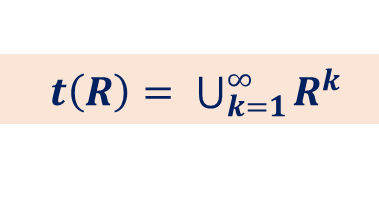 t(R) = ∪_{k=1}^{∞} R^k